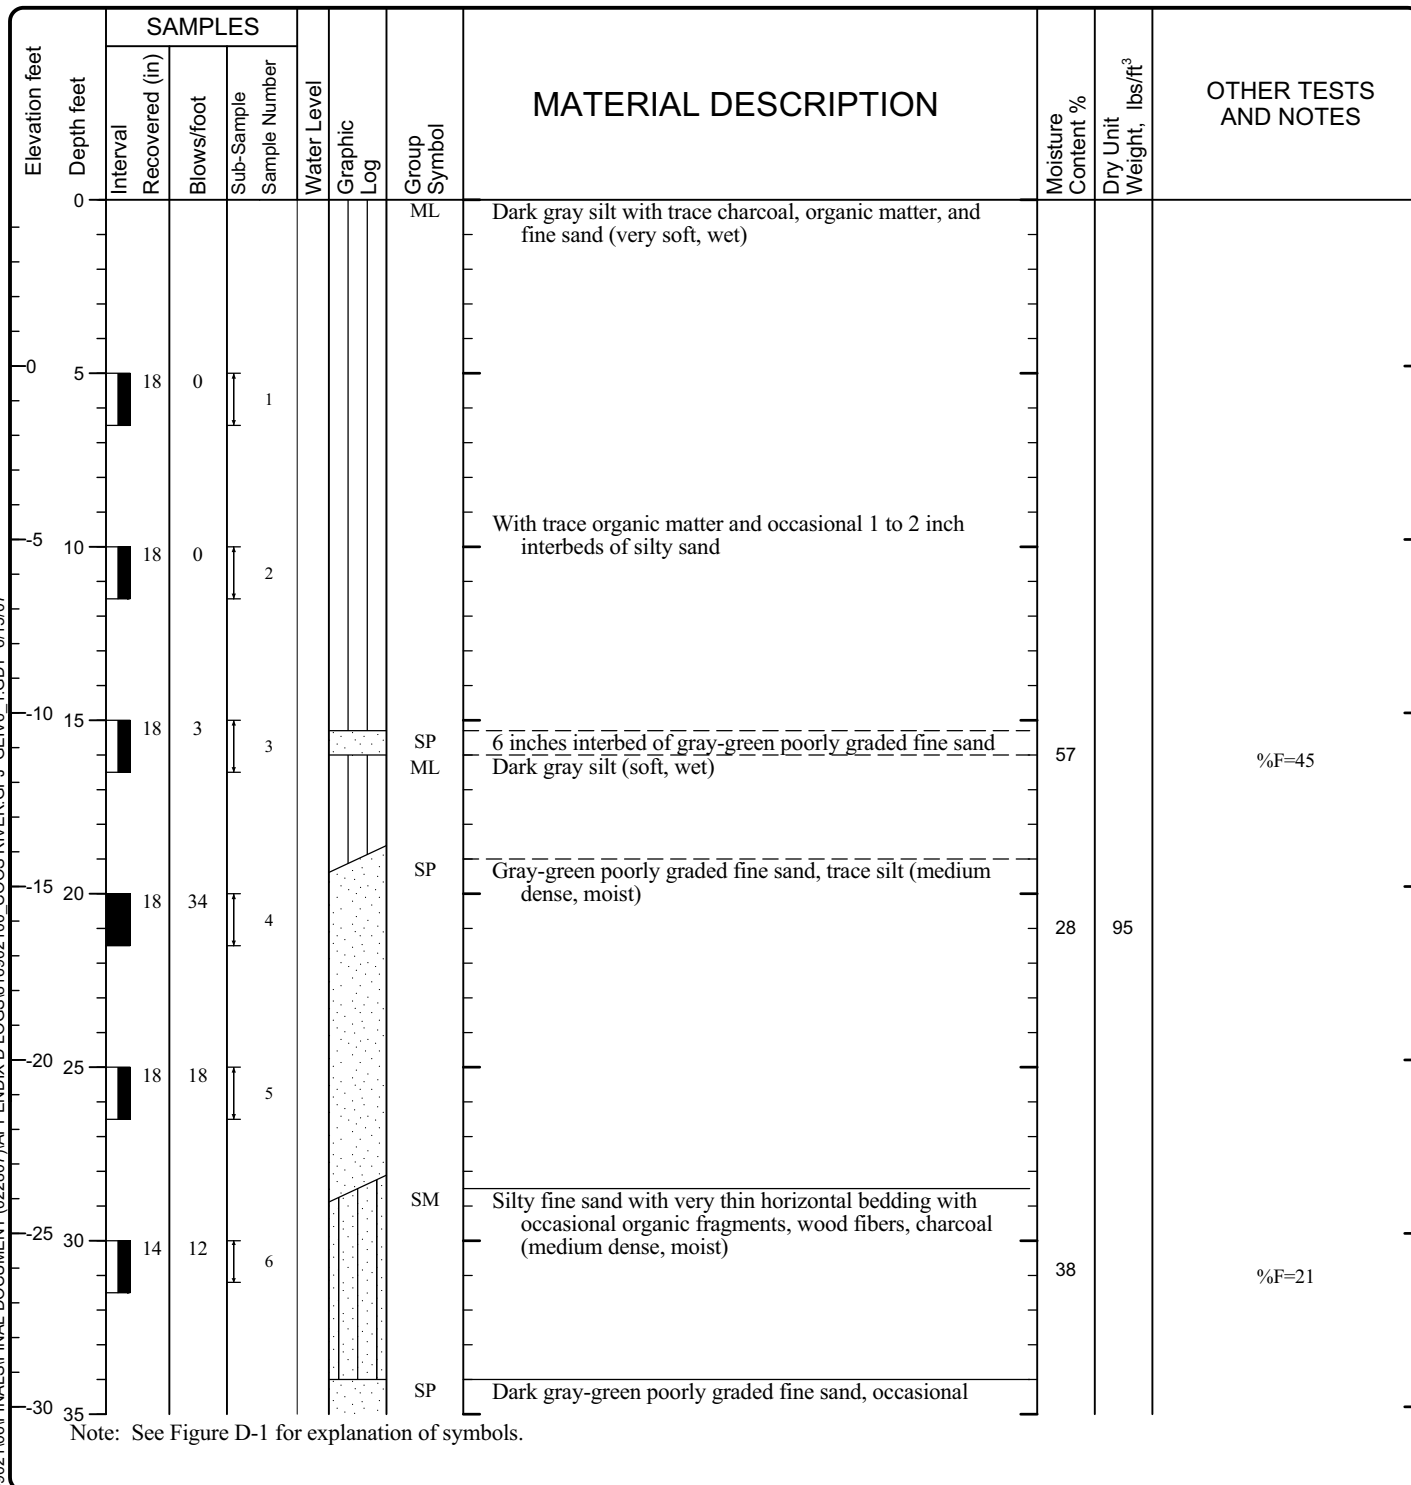 SAMPLES
Elevation feet
Depth feet
Interval
Recovered (in)
Blows/foot
Sub-Sample
Sample Number
Water Level
Graphic
Log
Group
Symbol
MATERIAL DESCRIPTION
Moisture
Content %
Dry Unit
Weight, lbs/ft³
OTHER TESTS
AND NOTES
0
ML
Dark gray silt with trace charcoal, organic matter, and
fine sand (very soft, wet)
0
5
18
0
1
With trace organic matter and occasional 1 to 2 inch
interbeds of silty sand
-5
10
18
0
2
-10
15
18
3
3
SP
6 inches interbed of gray-green poorly graded fine sand
ML
Dark gray silt (soft, wet)
57
%F=45
SP
Gray-green poorly graded fine sand, trace silt (medium
dense, moist)
-15
20
18
34
4
28
95
-20
25
18
18
5
SM
Silty fine sand with very thin horizontal bedding with
occasional organic fragments, wood fibers, charcoal
(medium dense, moist)
-25
30
14
12
6
38
%F=21
SP
Dark gray-green poorly graded fine sand, occasional
-30
35
Note: See Figure D-1 for explanation of symbols.